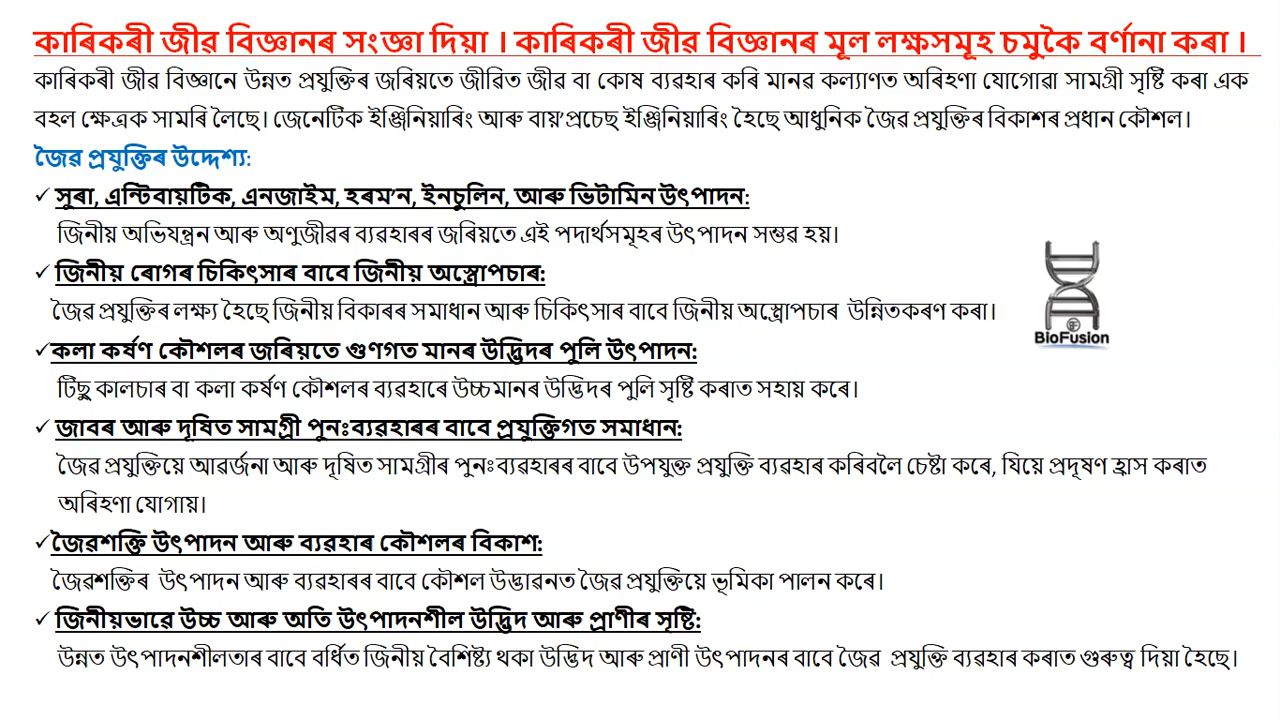 কাৰিকৰী জীৱ বিজ্ঞানৰ সংজ্ঞা দিয়া । কাৰিকৰী জীৱ বিজ্ঞানৰ মূল লক্ষসমূহ চমুকৈ বৰ্ণানা কৰা ।
কাৰিকৰী জীৱ বিজ্ঞানে উন্নত প্ৰযুক্তিৰ জৰিয়তে জীৱিত জীৱ বা কোষ ব্যৱহাৰ কৰি মানৱ কল্যাণত অৰিহণা যোগোৱা সামগ্ৰী সৃষ্টি কৰা এক
বহল ক্ষেত্ৰক সামৰি লৈছে। জেনেটিক ইঞ্জিনিয়াৰিং আৰু বায়'প্ৰচেছ ইঞ্জিনিয়াৰিং হৈছে আধুনিক জৈৱ প্ৰযুক্তিৰ বিকাশৰ প্ৰধান কৌশল।
জৈৱ প্ৰযুক্তিৰ উদ্দেশ্য:
✓ সুৰা, এন্টিবায়টিক, এনজাইম, হৰম'ন, ইনচুলিন, আৰু ভিটামিন উৎপাদন:
জিনীয় অভিযন্ত্ৰন আৰু অণুজীৱৰ ব্যৱহাৰৰ জৰিয়তে এই পদাৰ্থসমূহৰ উৎপাদন সম্ভৱ হয়।
✓ জিনীয় ৰোগৰ চিকিৎসাৰ বাবে জিনীয় অস্ত্ৰোপচাৰ:
জৈৱ প্ৰযুক্তিৰ লক্ষ্য হৈছে জিনীয় বিকাৰৰ সমাধান আৰু চিকিৎসাৰ বাবে জিনীয় অস্ত্ৰোপচাৰ উন্নিতকৰণ কৰা।
BioFusion
✓ কলা কৰ্ষণ কৌশলৰ জৰিয়তে গুণগত মানৰ উদ্ভিদৰ পুলি উৎপাদন:
টিছু কালচাৰ বা কলা কৰ্ষণ কৌশলৰ ব্যৱহাৰে উচ্চমানৰ উদ্ভিদৰ পুলি সৃষ্টি কৰাত সহায় কৰে।
✓ জাবৰ আৰু দূষিত সামগ্ৰী পুনঃব্যৱহাৰৰ বাবে প্ৰযুক্তিগত সমাধান:
জৈৱ প্ৰযুক্তিয়ে আৱৰ্জনা আৰু দূষিত সামগ্ৰীৰ পুনঃব্যৱহাৰৰ বাবে উপযুক্ত প্ৰযুক্তি ব্যৱহাৰ কৰিবলৈ চেষ্টা কৰে, যিয়ে প্ৰদূষণ হ্ৰাস কৰাত
অৰিহণা যোগায়।
✓ জৈৱশক্তি উৎপাদন আৰু ব্যৱহাৰ কৌশলৰ বিকাশ:
জৈৱশক্তিৰ উৎপাদন আৰু ব্যৱহাৰৰ বাবে কৌশল উদ্ভাৱনত জৈৱ প্ৰযুক্তিয়ে ভূমিকা পালন কৰে।
✓ জিনীয়ভাৱে উচ্চ আৰু অতি উৎপাদনশীল উদ্ভিদ আৰু প্ৰাণীৰ সৃষ্টি:
উন্নত উৎপাদনশীলতাৰ বাবে বৰ্ধিত জিনীয় বৈশিষ্ট্য থকা উদ্ভিদ আৰু প্ৰাণী উৎপাদনৰ বাবে জৈৱ প্ৰযুক্তি ব্যৱহাৰ কৰাত গুৰুত্ব দিয়া হৈছে।